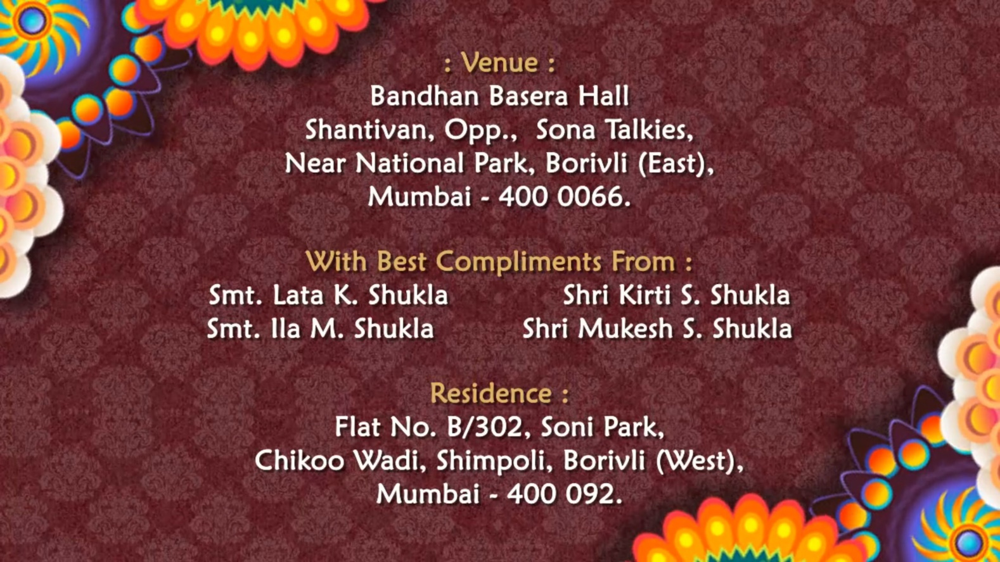 : Venue :
Bandhan Basera Hall
Shantivan, Opp., Sona Talkies,
Near National Park, Borivli (East),
Mumbai - 400 0066.
With Best Compliments From :
Smt. Lata K. Shukla Shri Kirti S. Shukla
Smt. Ila M. Shukla Shri Mukesh S. Shukla
Residence :
Flat No. B/302, Soni Park,
Chikoo Wadi, Shimpoli, Borivli (West),
Mumbai - 400 092.